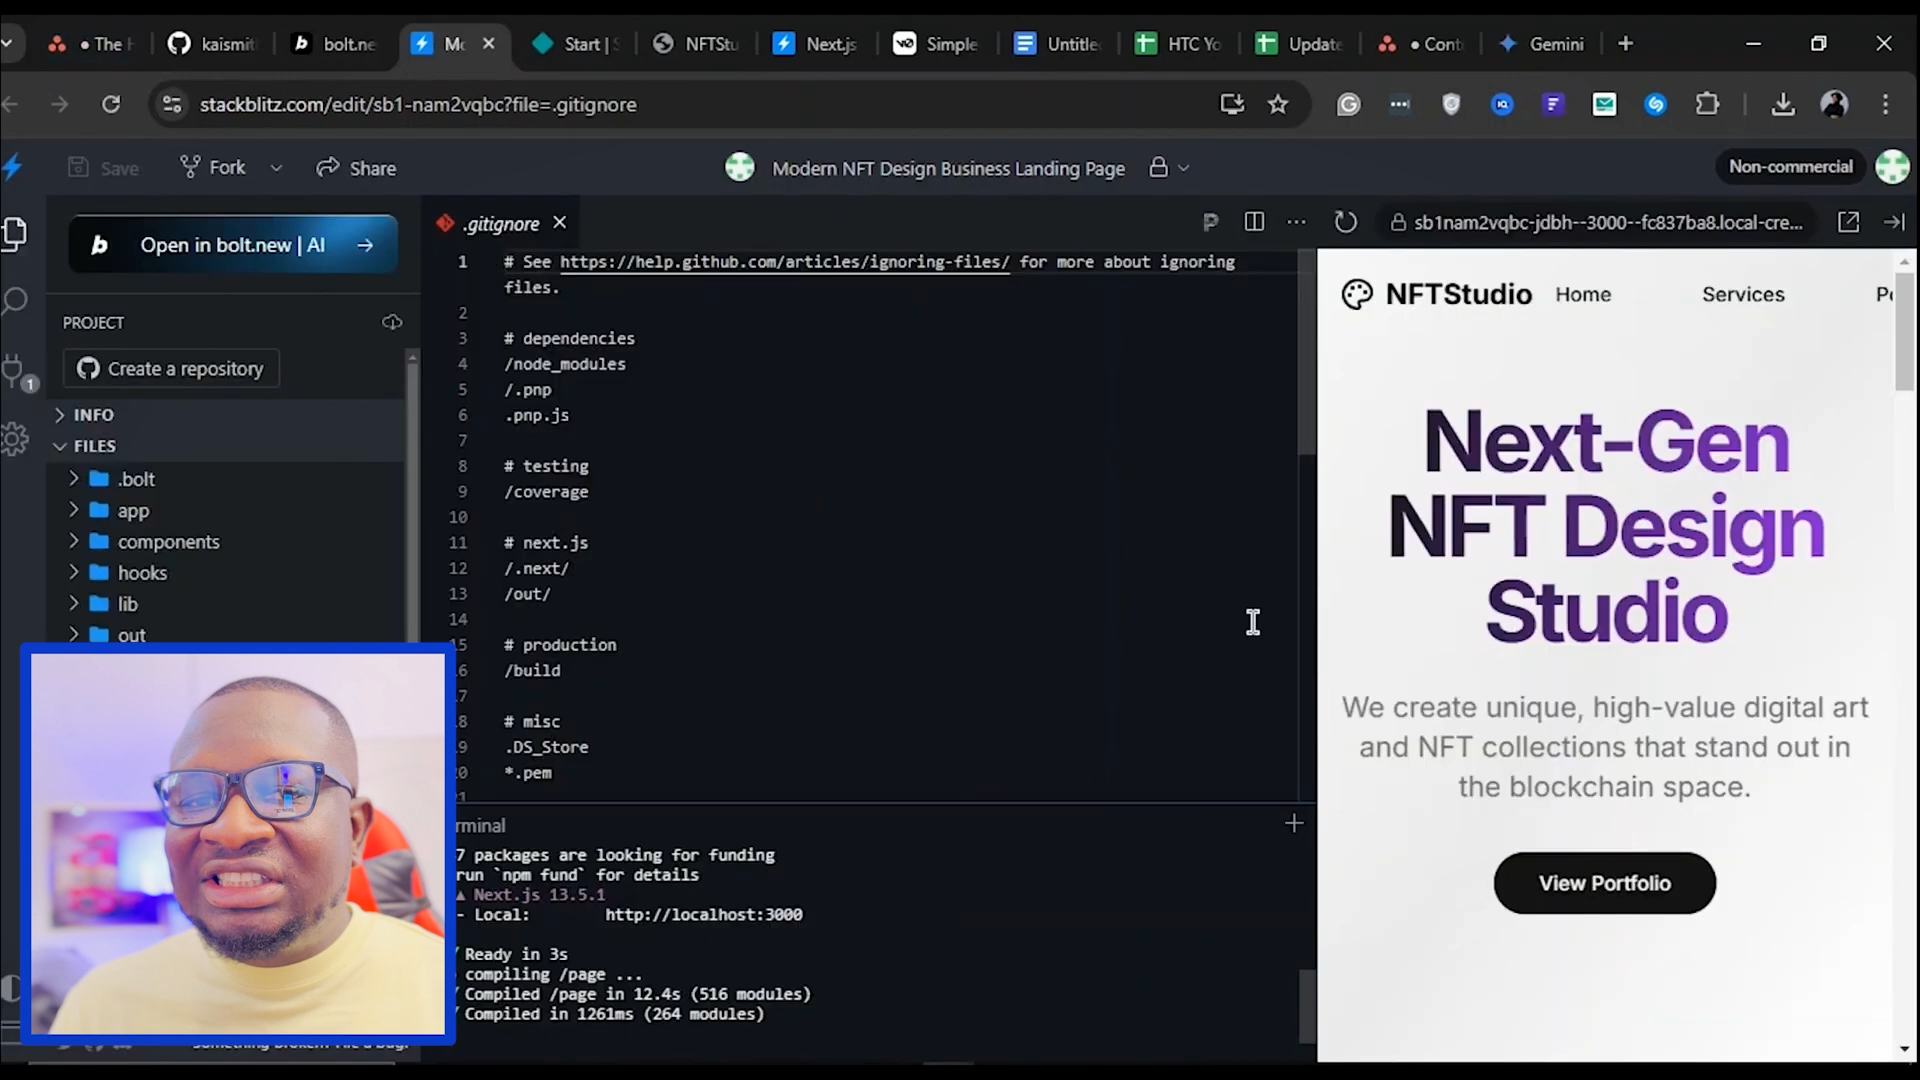 The H
kaismit
bolt.ne
Mo
Start | S
NFTStu
Next.js
Simple
Untitle
HTC Yo
Update
Cont
Gemini
stackblitz.com/edit/sb1-nam2vqbc?file=.gitignore
Save
Fork
Share
Modern NFT Design Business Landing Page
Non-commercial
b Open in bolt.new | AI
PROJECT
Create a repository
1
INFO
FILES
.bolt
app
components
hooks
lib
out
.gitignore
1 # See https://help.github.com/articles/ignoring-files/ for more about ignoring
files.
2
3 # dependencies
4 /node_modules
5 /.pnp
6 .pnp.js
7
8 # testing
9 /coverage
10
11 # next.js
12 /.next/
13 /out/
14
15 # production
16 /build
17
18 # misc
19 .DS_Store
20 *.pem
rminal
7 packages are looking for funding
run `npm fund` for details
▲ Next.js 13.5.1
- Local: http://localhost:3000
Ready in 3s
compiling /page ...
Compiled /page in 12.4s (516 modules)
Compiled in 1261ms (264 modules)
sb1nam2vqbc-jdbh--3000--fc837ba8.local-cre...
NFTStudio
Home
Services
Next-Gen
NFT Design
Studio
We create unique, high-value digital art
and NFT collections that stand out in
the blockchain space.
View Portfolio